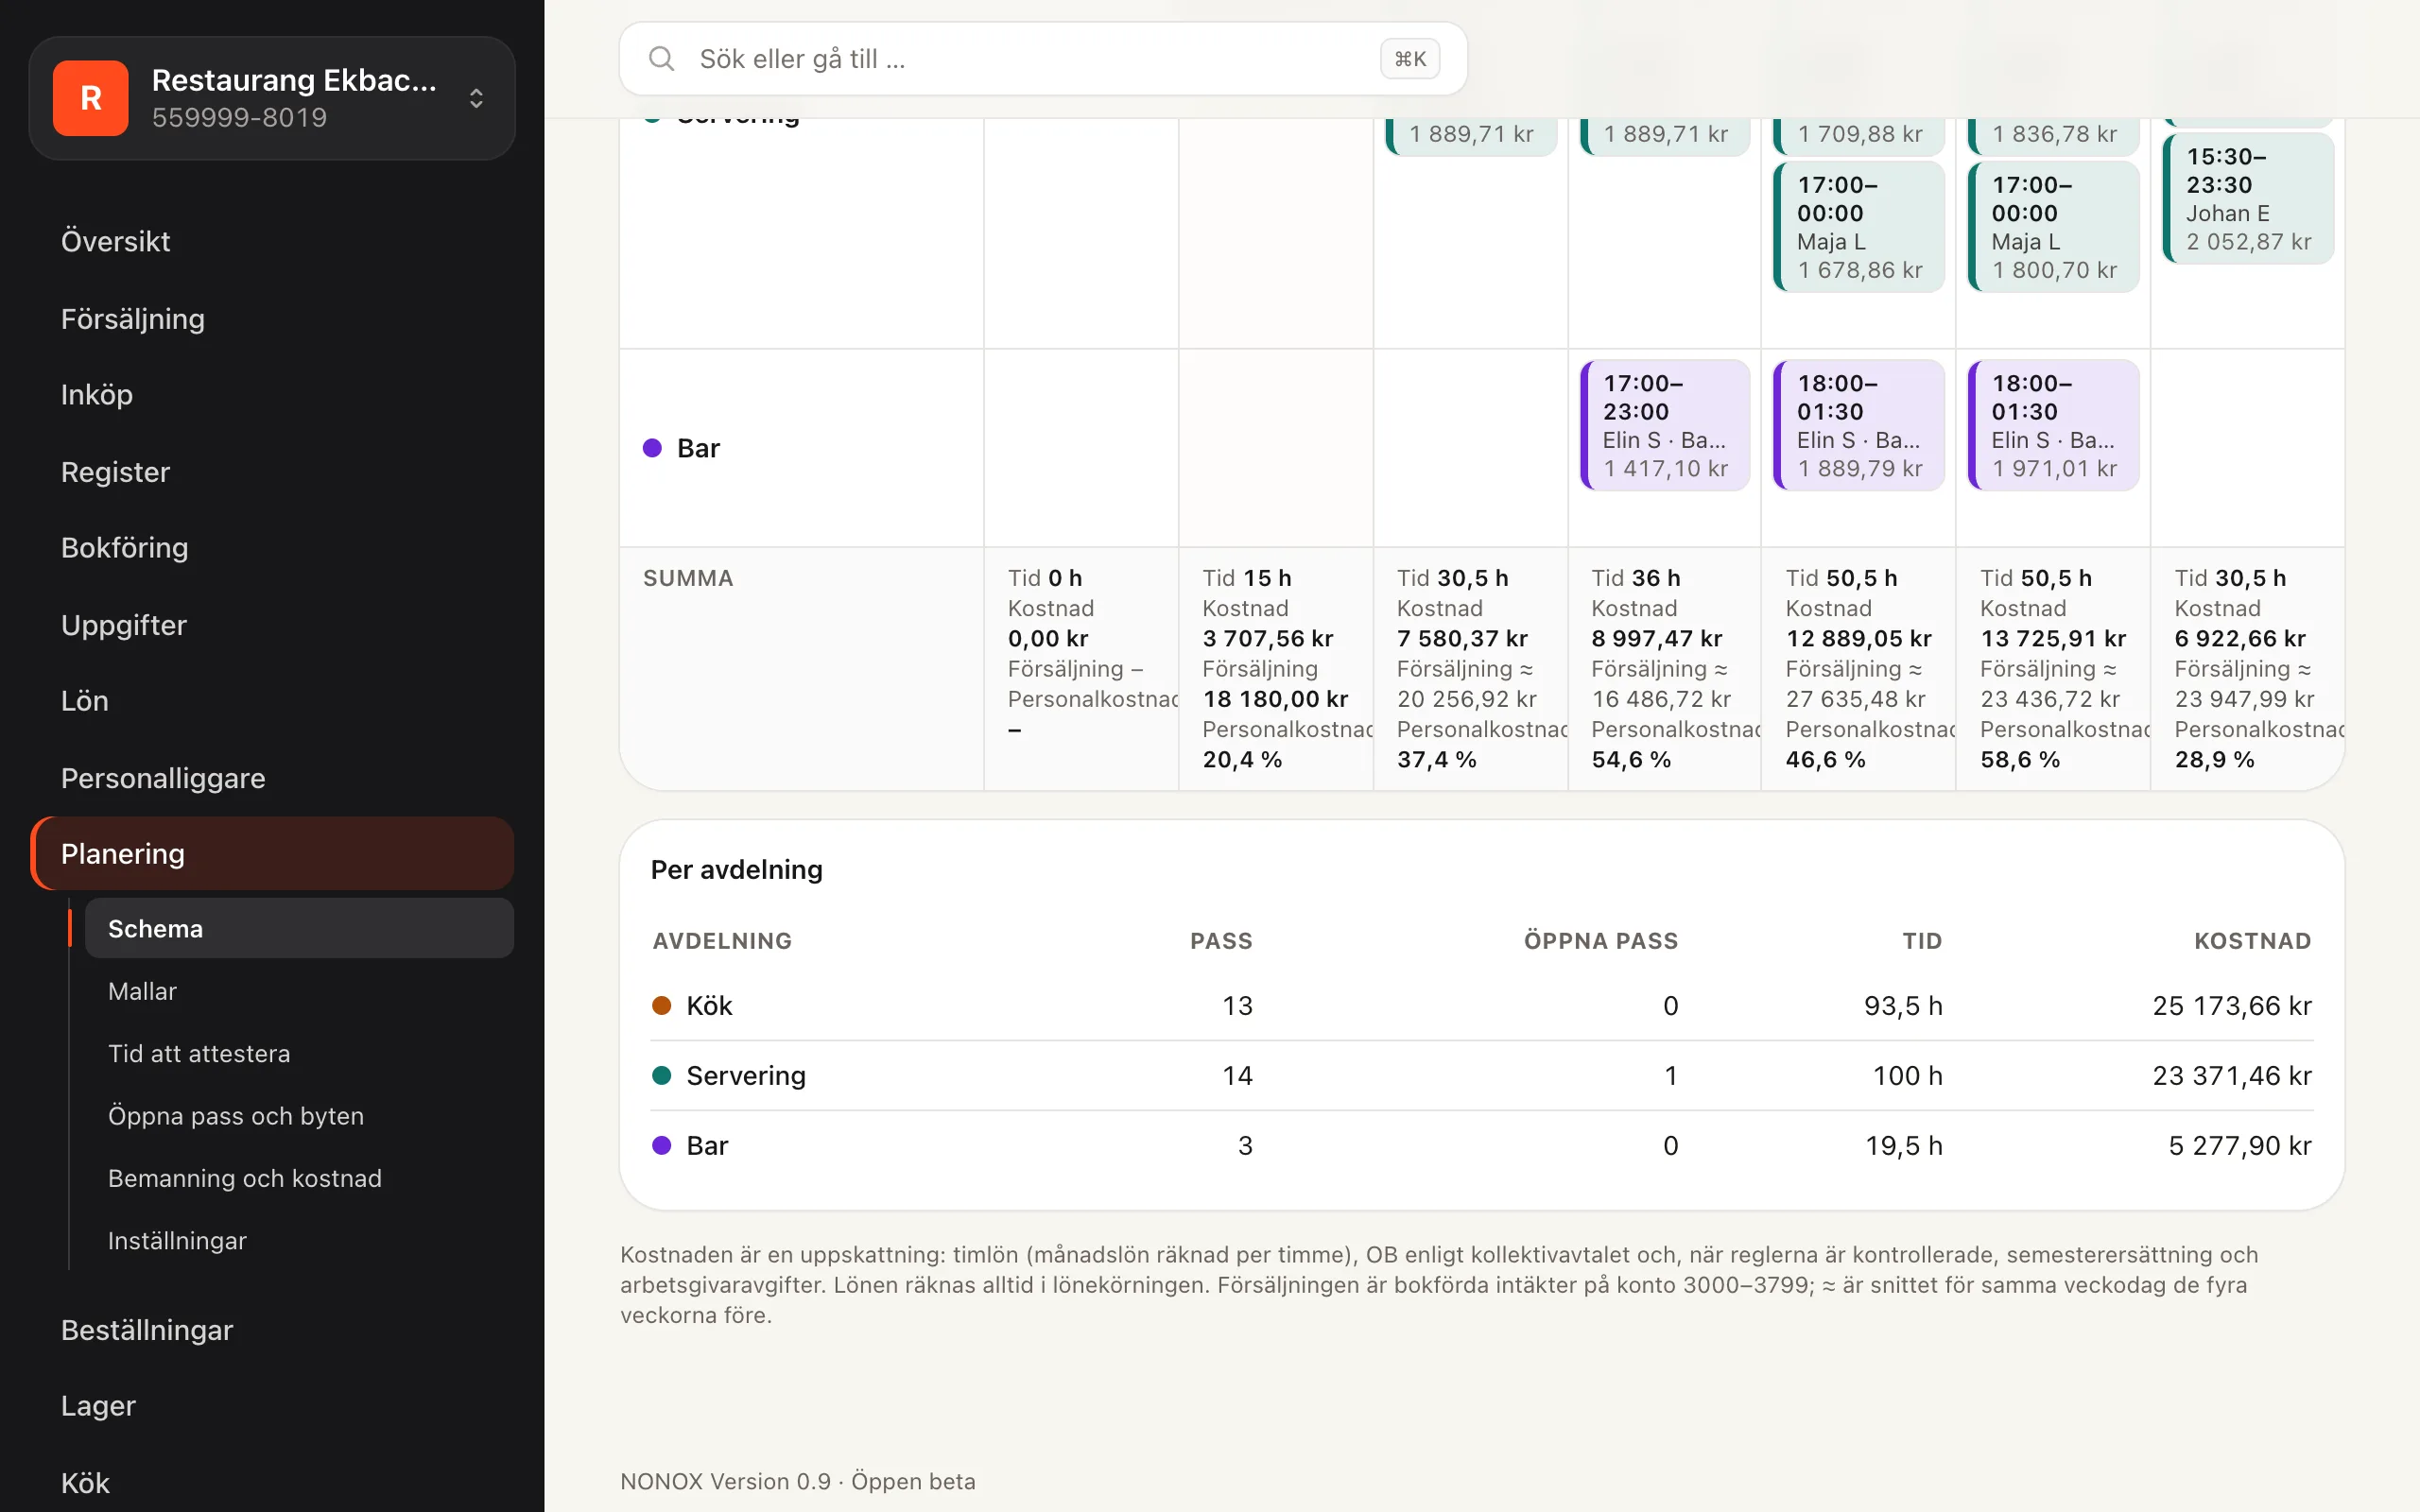 R
Restaurang Ekbac...
559999-8019
Översikt
Försäljning
Inköp
Register
Bokföring
Uppgifter
Lön
Personalliggare
Planering
Schema
Mallar
Tid att attestera
Öppna pass och byten
Bemanning och kostnad
Inställningar
Beställningar
Lager
Kök
Sök eller gå till ...
⌘K
Servering
1 889,71 kr
1 889,71 kr
1 709,88 kr
17:00–
00:00
Maja L
1 678,86 kr
1 836,78 kr
17:00–
00:00
Maja L
1 800,70 kr
15:30–
23:30
Johan E
2 052,87 kr
Bar
17:00–
23:00
Elin S · Ba...
1 417,10 kr
18:00–
01:30
Elin S · Ba...
1 889,79 kr
18:00–
01:30
Elin S · Ba...
1 971,01 kr
SUMMA
Tid 0 h
Kostnad
0,00 kr
Försäljning –
Personalkostnad
–
Tid 15 h
Kostnad
3 707,56 kr
Försäljning
18 180,00 kr
Personalkostnad
20,4 %
Tid 30,5 h
Kostnad
7 580,37 kr
Försäljning ≈
20 256,92 kr
Personalkostnad
37,4 %
Tid 36 h
Kostnad
8 997,47 kr
Försäljning ≈
16 486,72 kr
Personalkostnad
54,6 %
Tid 50,5 h
Kostnad
12 889,05 kr
Försäljning ≈
27 635,48 kr
Personalkostnad
46,6 %
Tid 50,5 h
Kostnad
13 725,91 kr
Försäljning ≈
23 436,72 kr
Personalkostnad
58,6 %
Tid 30,5 h
Kostnad
6 922,66 kr
Försäljning ≈
23 947,99 kr
Personalkostnad
28,9 %
Per avdelning
AVDELNING PASS ÖPPNA PASS TID KOSTNAD
Kök 13 0 93,5 h 25 173,66 kr
Servering 14 1 100 h 23 371,46 kr
Bar 3 0 19,5 h 5 277,90 kr
Kostnaden är en uppskattning: timlön (månadslön räknad per timme), OB enligt kollektivavtalet och, när reglerna är kontrollerade, semesterersättning och
arbetsgivaravgifter. Lönen räknas alltid i lönekörningen. Försäljningen är bokförda intäkter på konto 3000–3799; ≈ är snittet för samma veckodag de fyra
veckorna före.
NONOX Version 0.9 · Öppen beta